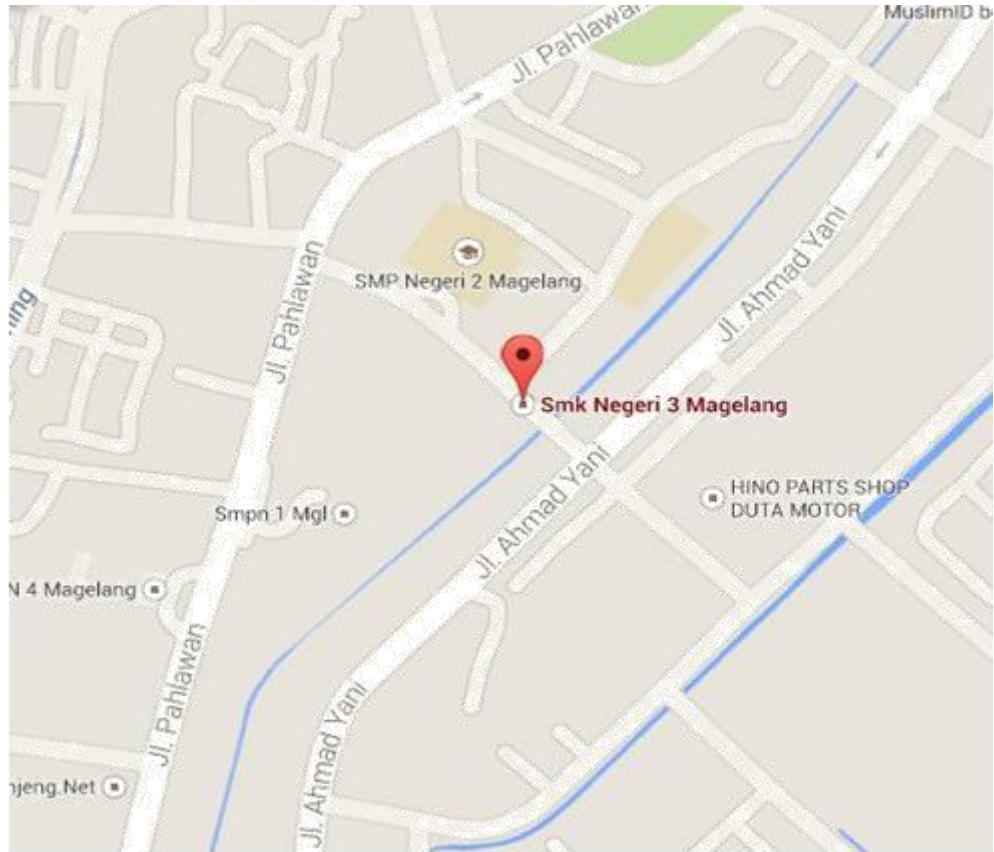 MuslimID b
Jl. Pahlawan
Jl. Ahmad Yani
SMP Negeri 2 Magelang
Jl. Pahlawan
Smk Negeri 3 Magelang
Jl. Ahmad Yani
HINO PARTS SHOP
DUTA MOTOR
Smpn 1 Mgl
N 4 Magelang
Jl. Pahlawan
Jl. Ahmad Yani
njeng.Net